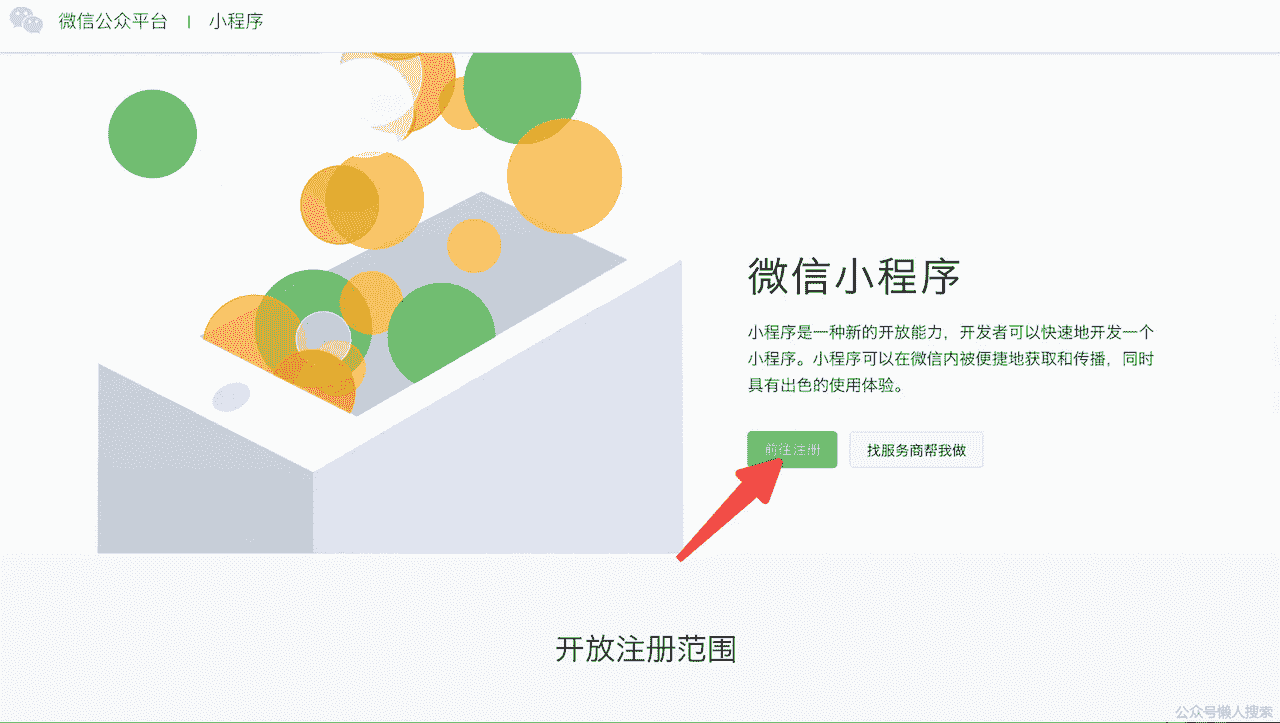 微信公众平台 | 小程序
微信小程序
小程序是一种新的开放能力，开发者可以快速地开发一个
小程序。小程序可以在微信内被便捷地获取和传播，同时
具有出色的使用体验。
前往注册 找服务商帮我做
开放注册范围
公众号懒人搜索